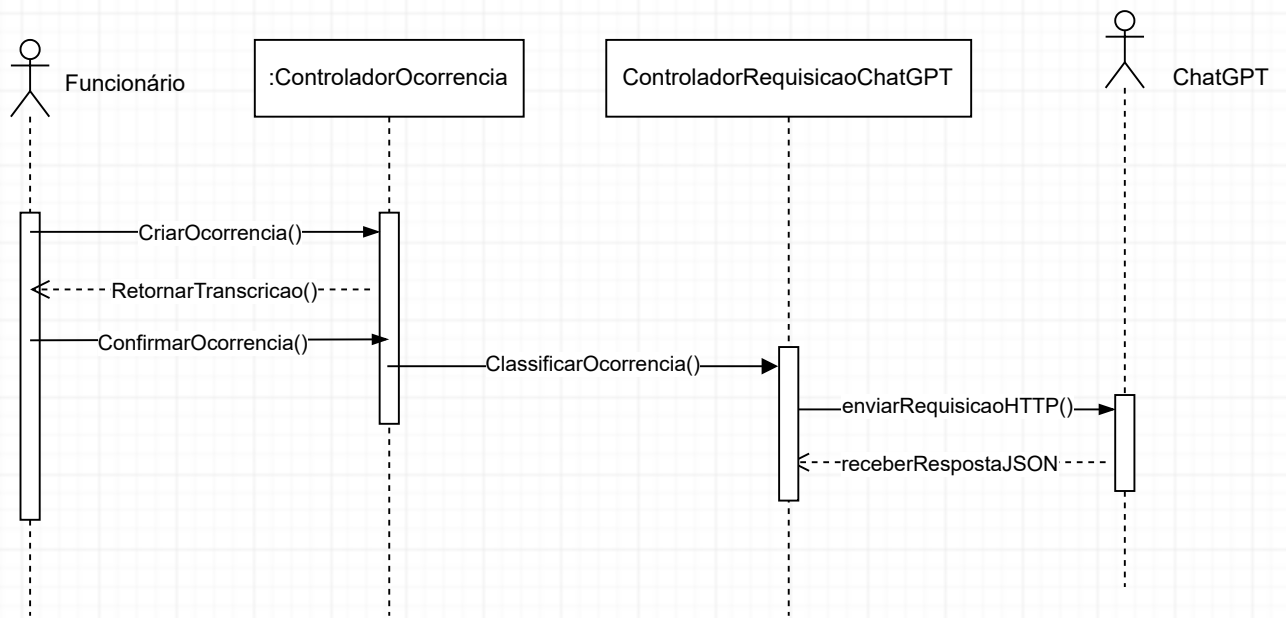 Funcionário
:ControladorOcorrencia
ControladorRequisicaoChatGPT
ChatGPT
CriarOcorrencia()
RetornarTranscricao()
ConfirmarOcorrencia()
ClassificarOcorrencia()
enviarRequisicaoHTTP()
receberRespostaJSON